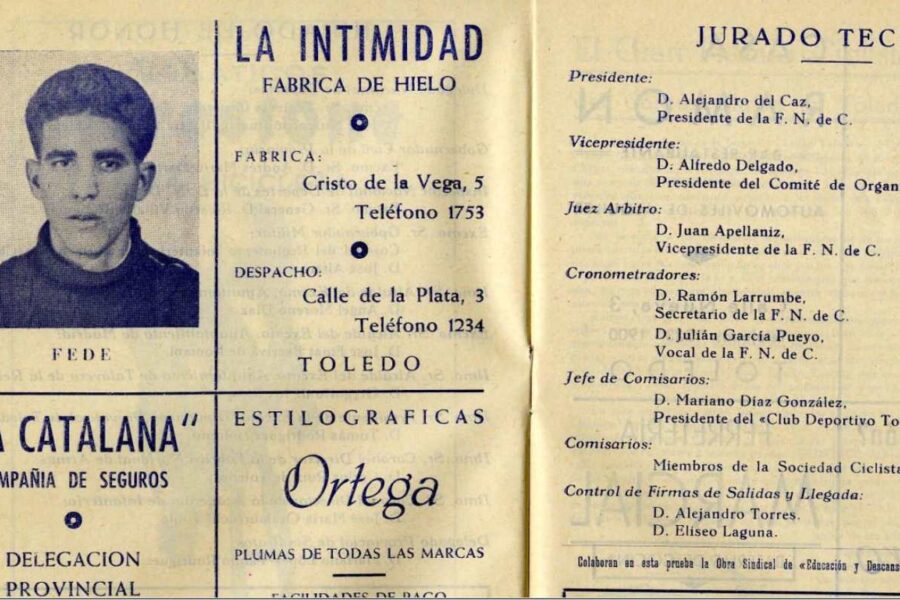 FEDE
LA INTIMIDAD
FABRICA DE HIELO
FABRICA:
Cristo de la Vega, 5
Teléfono 1753
DESPACHO:
Calle de la Plata, 3
Teléfono 1234
TOLEDO
A CATALANA"
MPAÑIA DE SEGUROS
DELEGACION
PROVINCIAL
ESTILOGRAFICAS
Ortega
PLUMAS DE TODAS LAS MARCAS
FACILIDADES DE PAGO
JURADO TEC
Presidente:
D. Alejandro del Caz,
Presidente de la F. N. de C.
Vicepresidente:
D. Alfredo Delgado,
Presidente del Comité de Organ
Juez Arbitro:
D. Juan Apellaniz,
Vicepresidente de la F. N. de C.
Cronometradores:
D. Ramón Larrumbe,
Secretario de la F. N. de C.
D. Julián García Pueyo,
Vocal de la F. N. de C.
Jefe de Comisarios:
D. Mariano Díaz González,
Presidente del «Club Deportivo To
Comisarios:
Miembros de la Sociedad Ciclista
Control de Firmas de Salidas y Llegada:
D. Alejandro Torres.
D. Eliseo Laguna.
Colaboran en esta prueba la Obra Sindical de «Educación y Descans